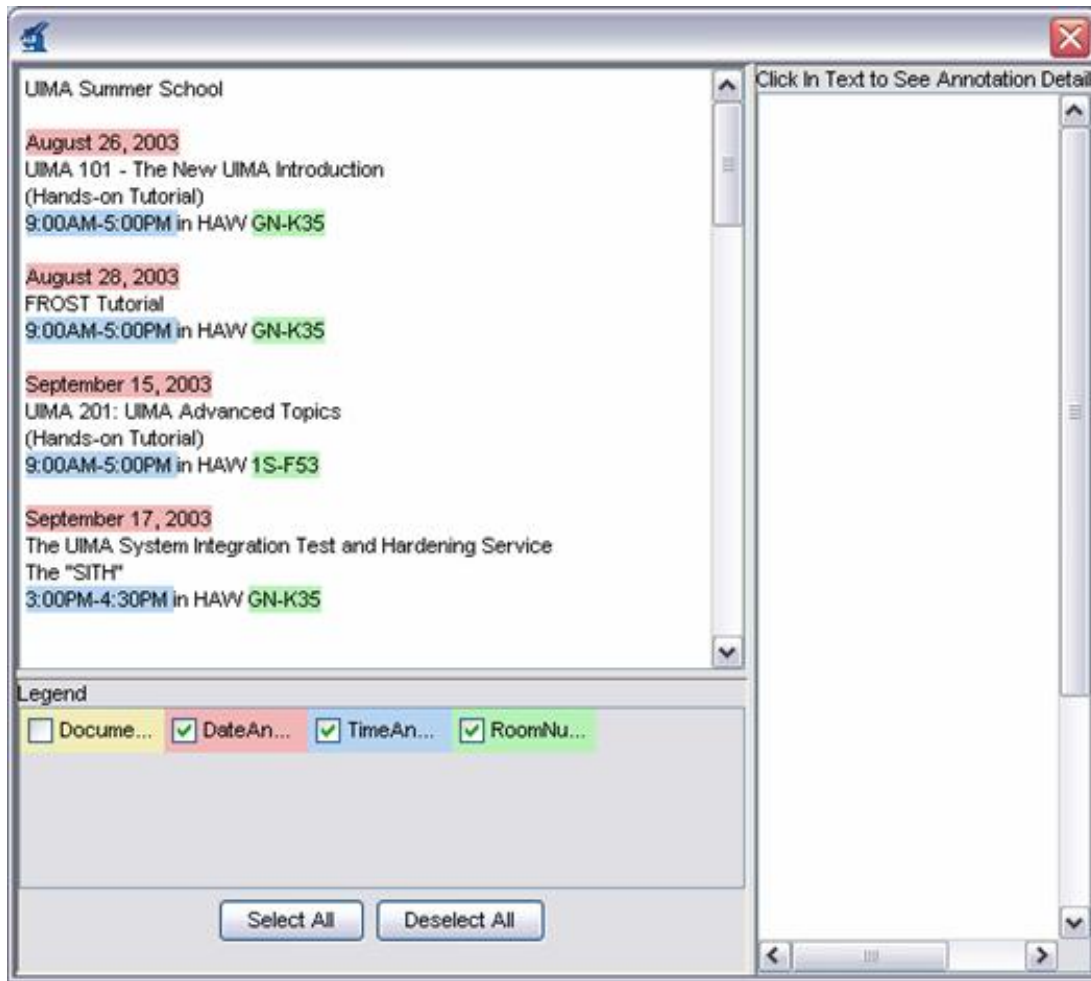 UIMA Summer School
August 26, 2003
UIMA 101 - The New UIMA Introduction
(Hands-on Tutorial)
9:00AM-5:00PM in HAW GN-K35
August 28, 2003
FROST Tutorial
9:00AM-5:00PM in HAW GN-K35
September 15, 2003
UIMA 201: UIMA Advanced Topics
(Hands-on Tutorial)
9:00AM-5:00PM in HAW 1S-F53
September 17, 2003
The UIMA System Integration Test and Hardening Service
The "SITH"
3:00PM-4:30PM in HAW GN-K35
Legend
Docume... DateAn... TimeAn... RoomNu...
Select All Deselect All
Click In Text to See Annotation Detail